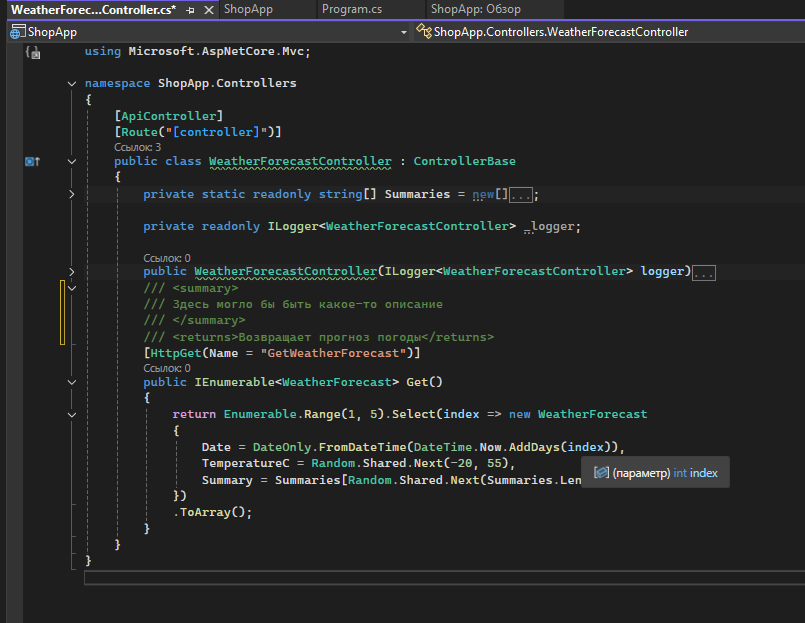 WeatherForec...Controller.cs*
ShopApp
Program.cs
ShopApp: Обзор
ShopApp
ShopApp.Controllers.WeatherForecastController
using Microsoft.AspNetCore.Mvc;
namespace ShopApp.Controllers
{
[ApiController]
[Route("[controller]")]
Ссылок: 3
public class WeatherForecastController : ControllerBase
{
private static readonly string[] Summaries = new[]...;
private readonly ILogger<WeatherForecastController> _logger;
Ссылок: 0
public WeatherForecastController(ILogger<WeatherForecastController> logger)...
/// <summary>
/// Здесь могло бы быть какое-то описание
/// </summary>
/// <returns>Возвращает прогноз погоды</returns>
[HttpGet(Name = "GetWeatherForecast")]
Ссылок: 0
public IEnumerable<WeatherForecast> Get()
{
return Enumerable.Range(1, 5).Select(index => new WeatherForecast
{
Date = DateOnly.FromDateTime(DateTime.Now.AddDays(index)),
TemperatureC = Random.Shared.Next(-20, 55),
Summary = Summaries[Random.Shared.Next(Summaries.Len
(параметр) int index
})
.ToArray();
}
}
}